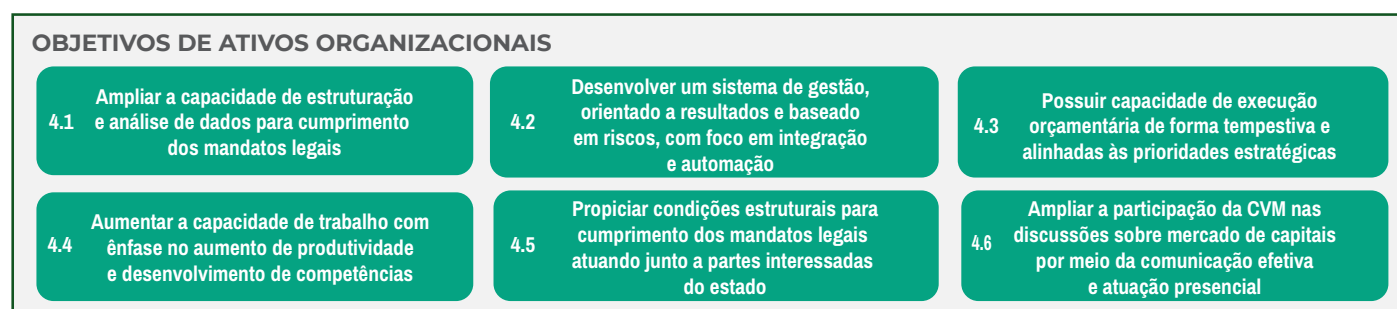 OBJETIVOS DE ATIVOS ORGANIZACIONAIS
4.1
Ampliar a capacidade de estruturação
e análise de dados para cumprimento
dos mandatos legais
4.2
Desenvolver um sistema de gestão,
orientado a resultados e baseado
em riscos, com foco em integração
e automação
4.3
Possuir capacidade de execução
orçamentária de forma tempestiva e
alinhadas às prioridades estratégicas
4.4
Aumentar a capacidade de trabalho com
ênfase no aumento de produtividade
e desenvolvimento de competências
4.5
Propiciar condições estruturais para
cumprimento dos mandatos legais
atuando junto a partes interessadas
do estado
4.6
Ampliar a participação da CVM nas
discussões sobre mercado de capitais
por meio da comunicação efetiva
e atuação presencial